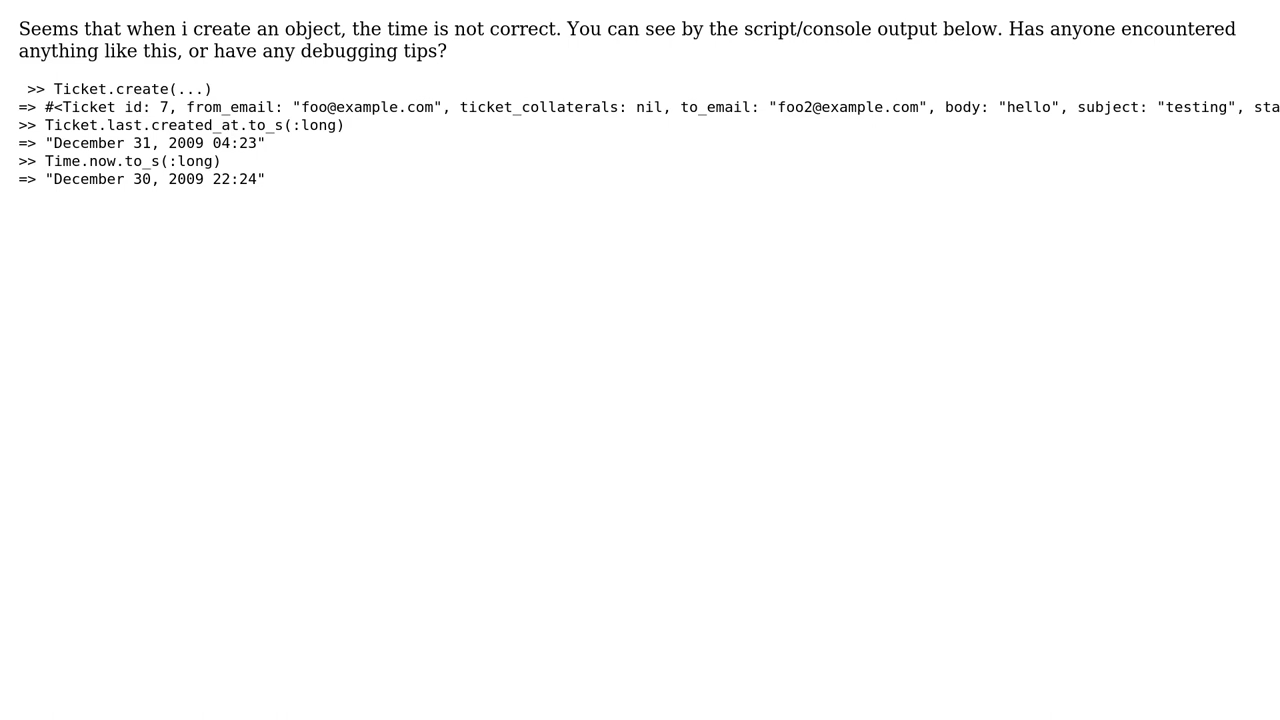 Seems that when i create an object, the time is not correct. You can see by the script/console output below. Has anyone encountered
anything like this, or have any debugging tips?
>> Ticket.create(...)
=> #<Ticket id: 7, from_email: "foo@example.com", ticket_collaterals: nil, to_email: "foo2@example.com", body: "hello", subject: "testing", sta
>> Ticket.last.created_at.to_s(:long)
=> "December 31, 2009 04:23"
>> Time.now.to_s(:long)
=> "December 30, 2009 22:24"